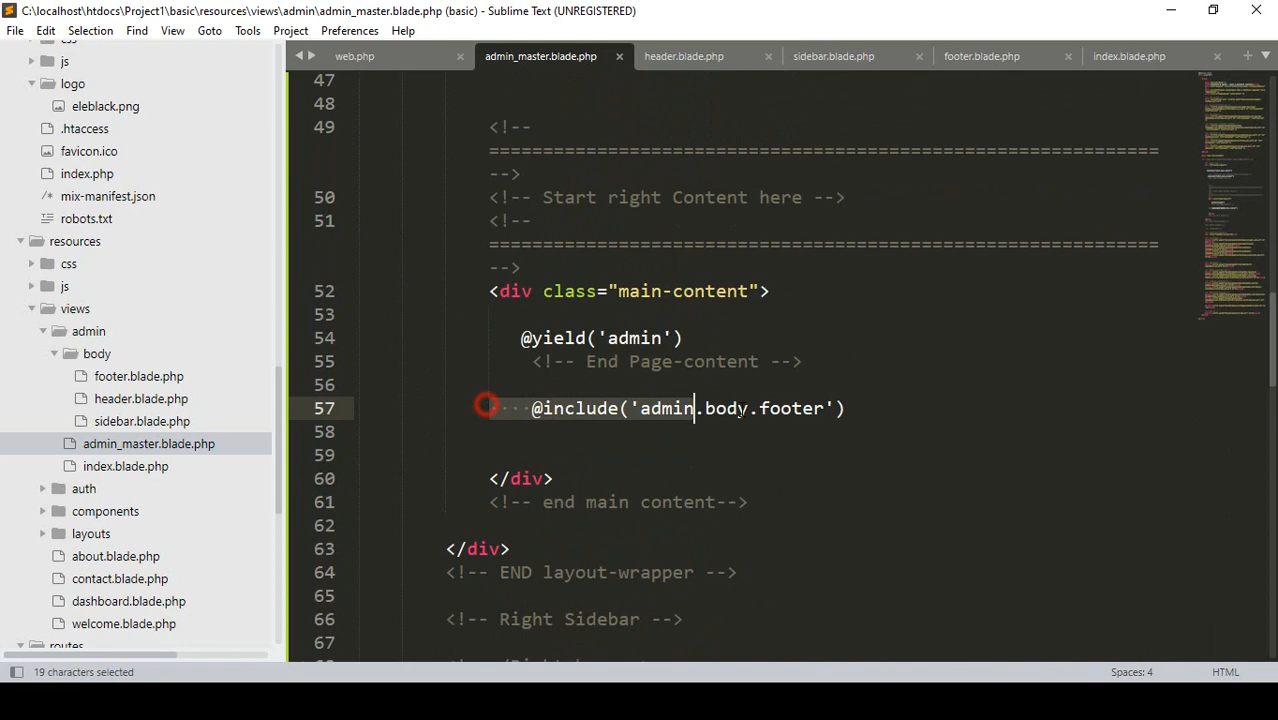 C:\localhost\htdocs\Project1\basic\resources\views\admin\admin_master.blade.php (basic) - Sublime Text (UNREGISTERED)
File Edit Selection Find View Goto Tools Project Preferences Help
web.php admin_master.blade.php header.blade.php sidebar.blade.php footer.blade.php index.blade.php
js
logo
eleblack.png
.htaccess
favicon.ico
index.php
mix-manifest.json
robots.txt
resources
css
js
views
admin
body
footer.blade.php
header.blade.php
sidebar.blade.php
admin_master.blade.php
index.blade.php
auth
components
layouts
about.blade.php
contact.blade.php
dashboard.blade.php
welcome.blade.php
routes
47
48
49 <!--
==============================================================
-->
50 <!-- Start right Content here -->
51 <!--
==============================================================
-->
52 <div class="main-content">
53
54 @yield('admin')
55 <!-- End Page-content -->
56
57 @include('admin.body.footer')
58
59
60 </div>
61 <!-- end main content-->
62
63 </div>
64 <!-- END layout-wrapper -->
65
66 <!-- Right Sidebar -->
67
19 characters selected Spaces: 4 HTML